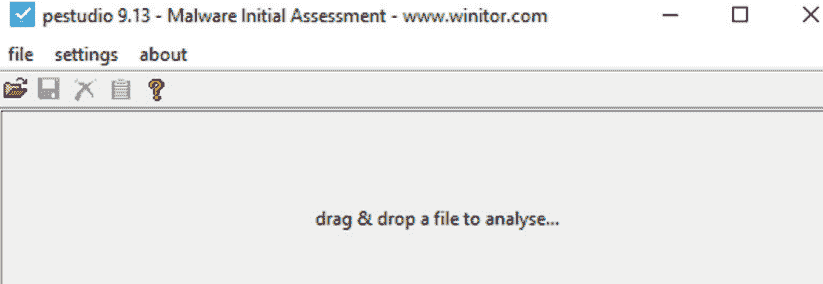 pestudio 9.13 - Malware Initial Assessment - www.winitor.com
file settings about
drag & drop a file to analyse...